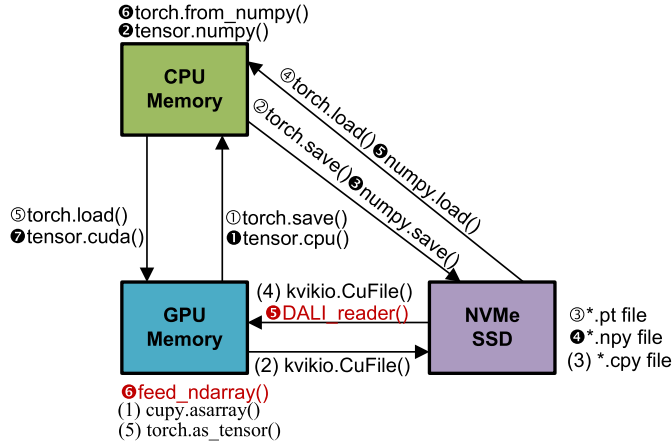 ❻torch.from_numpy()
❷tensor.numpy()
CPU
Memory
④torch.load()❺numpy.load()
②torch.save()❸numpy.save()
⑤torch.load()
❼tensor.cuda()
①torch.save()
❶tensor.cpu()
GPU
Memory
(4) kvikio.CuFile()
❺DALI_reader()
(2) kvikio.CuFile()
NVMe
SSD
③*.pt file
❹*.npy file
(3) *.cpy file
❻feed_ndarray()
(1) cupy.asarray()
(5) torch.as_tensor()